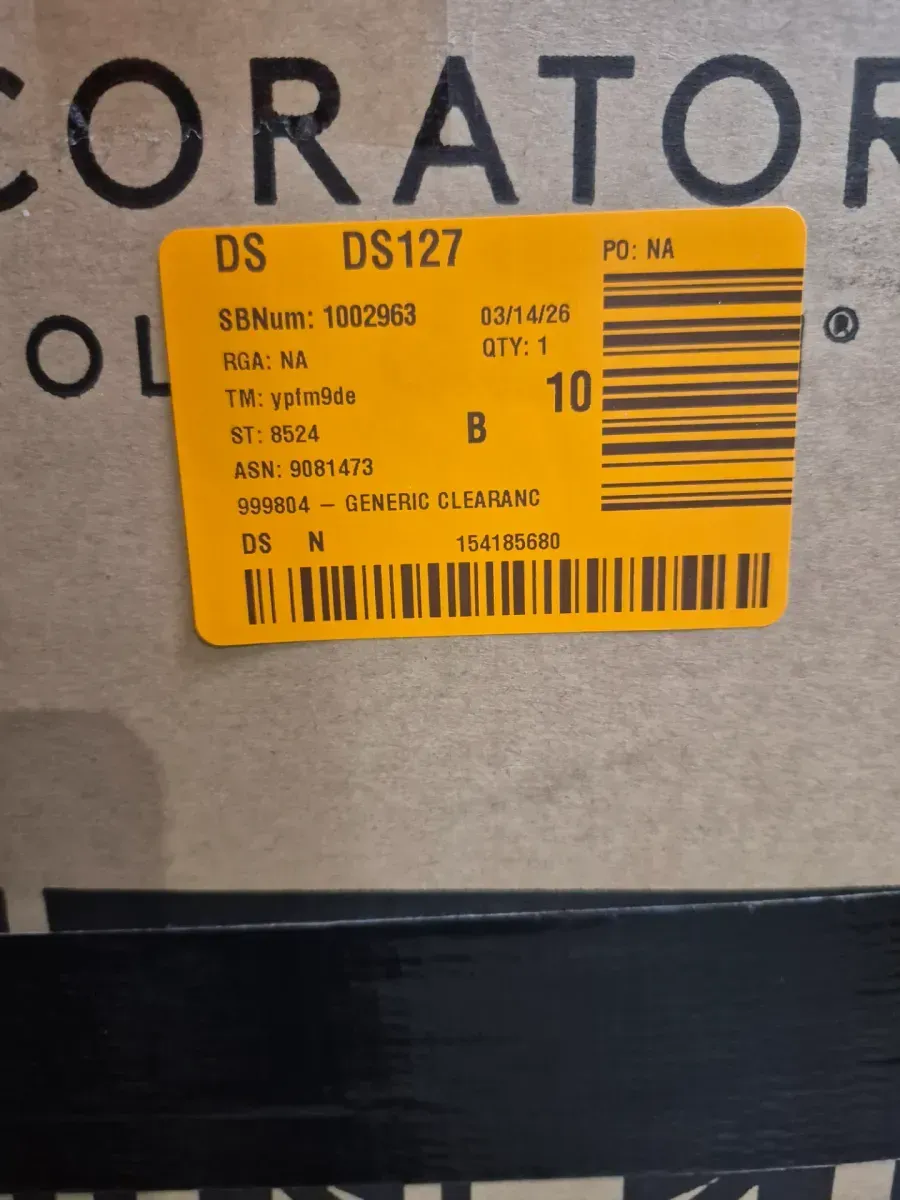 CORATOR
DS DS127 PO: NA
SBNum: 1002963 03/14/26
RGA: NA QTY: 1
TM: ypfm9de 10
ST: 8524 B
ASN: 9081473
999804 – GENERIC CLEARANC
DS N 154185680
OL ®